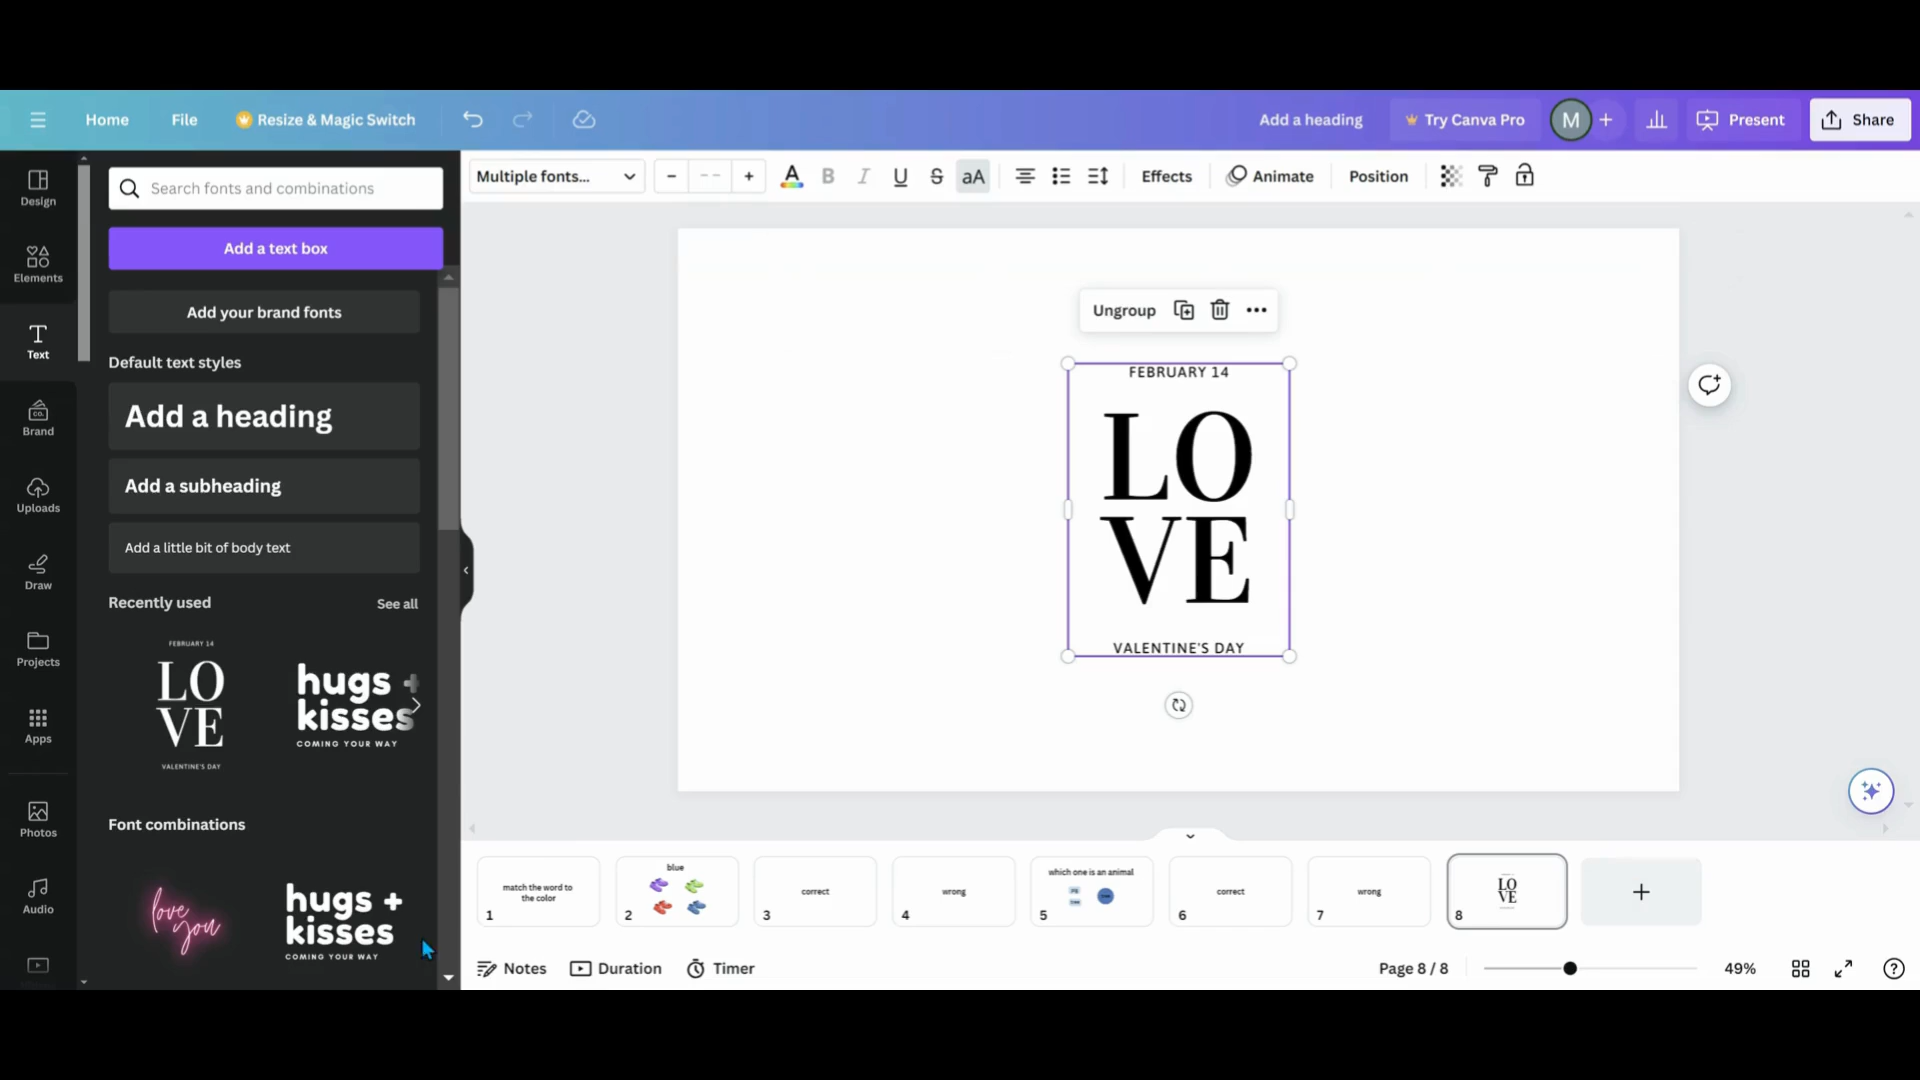 Home File Resize & Magic Switch Add a heading Try Canva Pro M + Present Share
Design
Elements
Text
Brand
Uploads
Draw
Projects
Apps
Photos
Audio
Search fonts and combinations
Add a text box
Add your brand fonts
Default text styles
Add a heading
Add a subheading
Add a little bit of body text
Recently used See all
FEBRUARY 14
LO
VE
VALENTINE'S DAY
hugs +
kisses
COMING YOUR WAY
Font combinations
love
you
hugs +
kisses
COMING YOUR WAY
Multiple fonts... − -- + A B I U S aA Effects Animate Position
Ungroup
FEBRUARY 14
LO
VE
VALENTINE'S DAY
match the word to
the color
1
blue
2
correct
3
wrong
4
which one is an animal
5
correct
6
wrong
7
LO
VE
8
+
Notes Duration Timer Page 8 / 8 49% ?